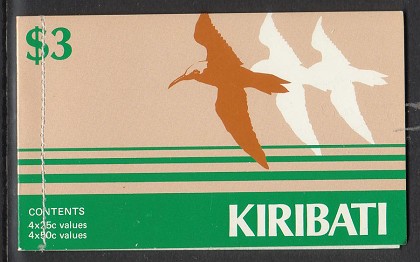 $3
CONTENTS
4x25c values
4x50c values
KIRIBATI